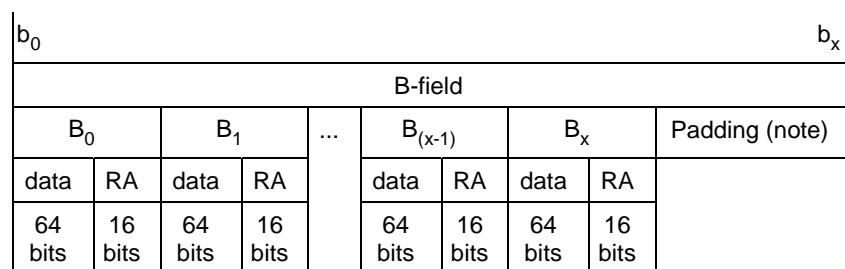 b0 bx
B-field
B0 B1 ... B(x-1) Bx Padding (note)
data RA data RA data RA data RA
64 16 64 16 64 16 64 16
bits bits bits bits bits bits bits bits